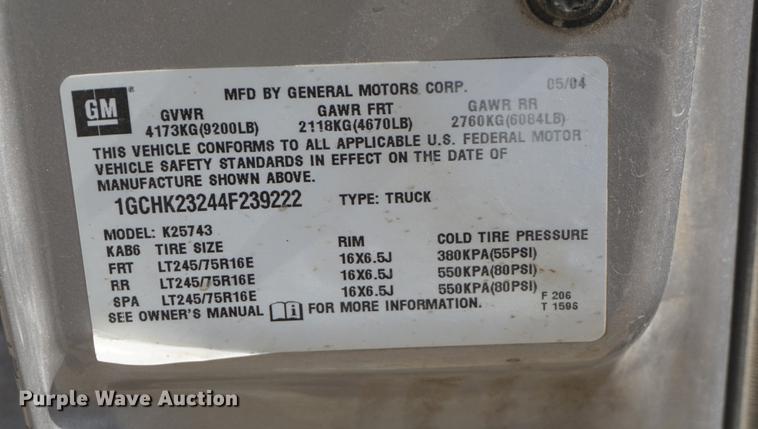 GM
MFD BY GENERAL MOTORS CORP. 05/04
GVWR GAWR FRT GAWR RR
4173KG(9200LB) 2118KG(4670LB) 2760KG(6084LB)
THIS VEHICLE CONFORMS TO ALL APPLICABLE U.S. FEDERAL MOTOR
VEHICLE SAFETY STANDARDS IN EFFECT ON THE DATE OF
MANUFACTURE SHOWN ABOVE.
1GCHK23244F239222 TYPE: TRUCK
MODEL: K25743
KAB6 TIRE SIZE RIM COLD TIRE PRESSURE
FRT LT245/75R16E 16X6.5J 380KPA(55PSI)
RR LT245/75R16E 16X6.5J 550KPA(80PSI)
SPA LT245/75R16E 16X6.5J 550KPA(80PSI)
SEE OWNER'S MANUAL i FOR MORE INFORMATION.
F 206
T 1596
Purple Wave Auction